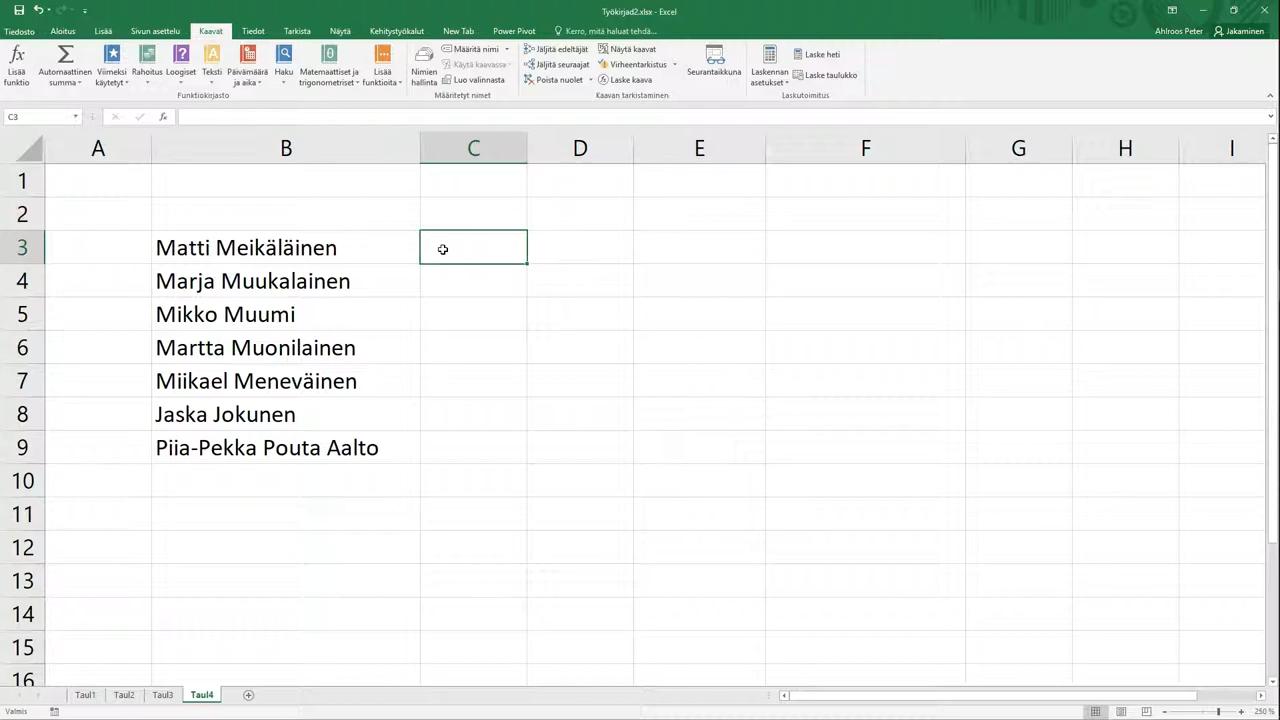 Työkirjad2.xlsx - Excel
Tiedosto Aloitus Lisää Sivun asettelu Kaavat Tiedot Tarkista Näytä Kehitystyökalut New Tab Power Pivot Kerro, mitä haluat tehdä... Ahlroos Peter Jakaminen
Lisää funktio
Automaattinen summa
Viimeksi käytetyt
Rahoitus
Loogiset
Teksti
Päivämäärä ja aika
Haku
Matemaattiset ja trigonometriset
Lisää funktioita
Funktiokirjasto
Nimien hallinta
Määritä nimi
Käytä kaavassa
Luo valinnasta
Määritetyt nimet
Jäljitä edeltäjät
Jäljitä seuraajat
Poista nuolet
Näytä kaavat
Virheentarkistus
Laske kaava
Kaavan tarkistaminen
Seurantaikkuna
Laskennan asetukset
Laske heti
Laske taulukko
Laskutoimitus
C3 fx
A B C D E F G H I
1
2
3 Matti Meikäläinen
4 Marja Muukalainen
5 Mikko Muumi
6 Martta Muonilainen
7 Miikael Meneväinen
8 Jaska Jokunen
9 Piia-Pekka Pouta Aalto
10
11
12
13
14
15
16
Taul1 Taul2 Taul3 Taul4
Valmis 250 %